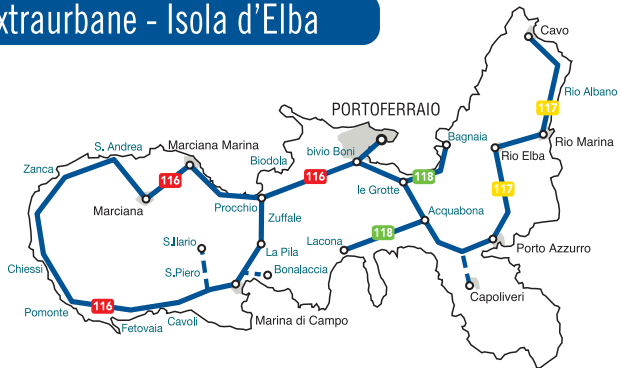 xtraurbane - Isola d'Elba
Cavo
Rio Albano
117
PORTOFERRAIO
Bagnaia
Rio Marina
S. Andrea
Marciana Marina
bivio Boni
Rio Elba
Biodola
Zanca
116
116
118
le Grotte
117
Marciana
Procchio
Zuffale
Acquabona
S.Ilario
Lacona
118
La Pila
Porto Azzurro
Chiessi
S.Piero
Bonalaccia
Capoliveri
Pomonte
116
Cavoli
Marina di Campo
Fetovaia